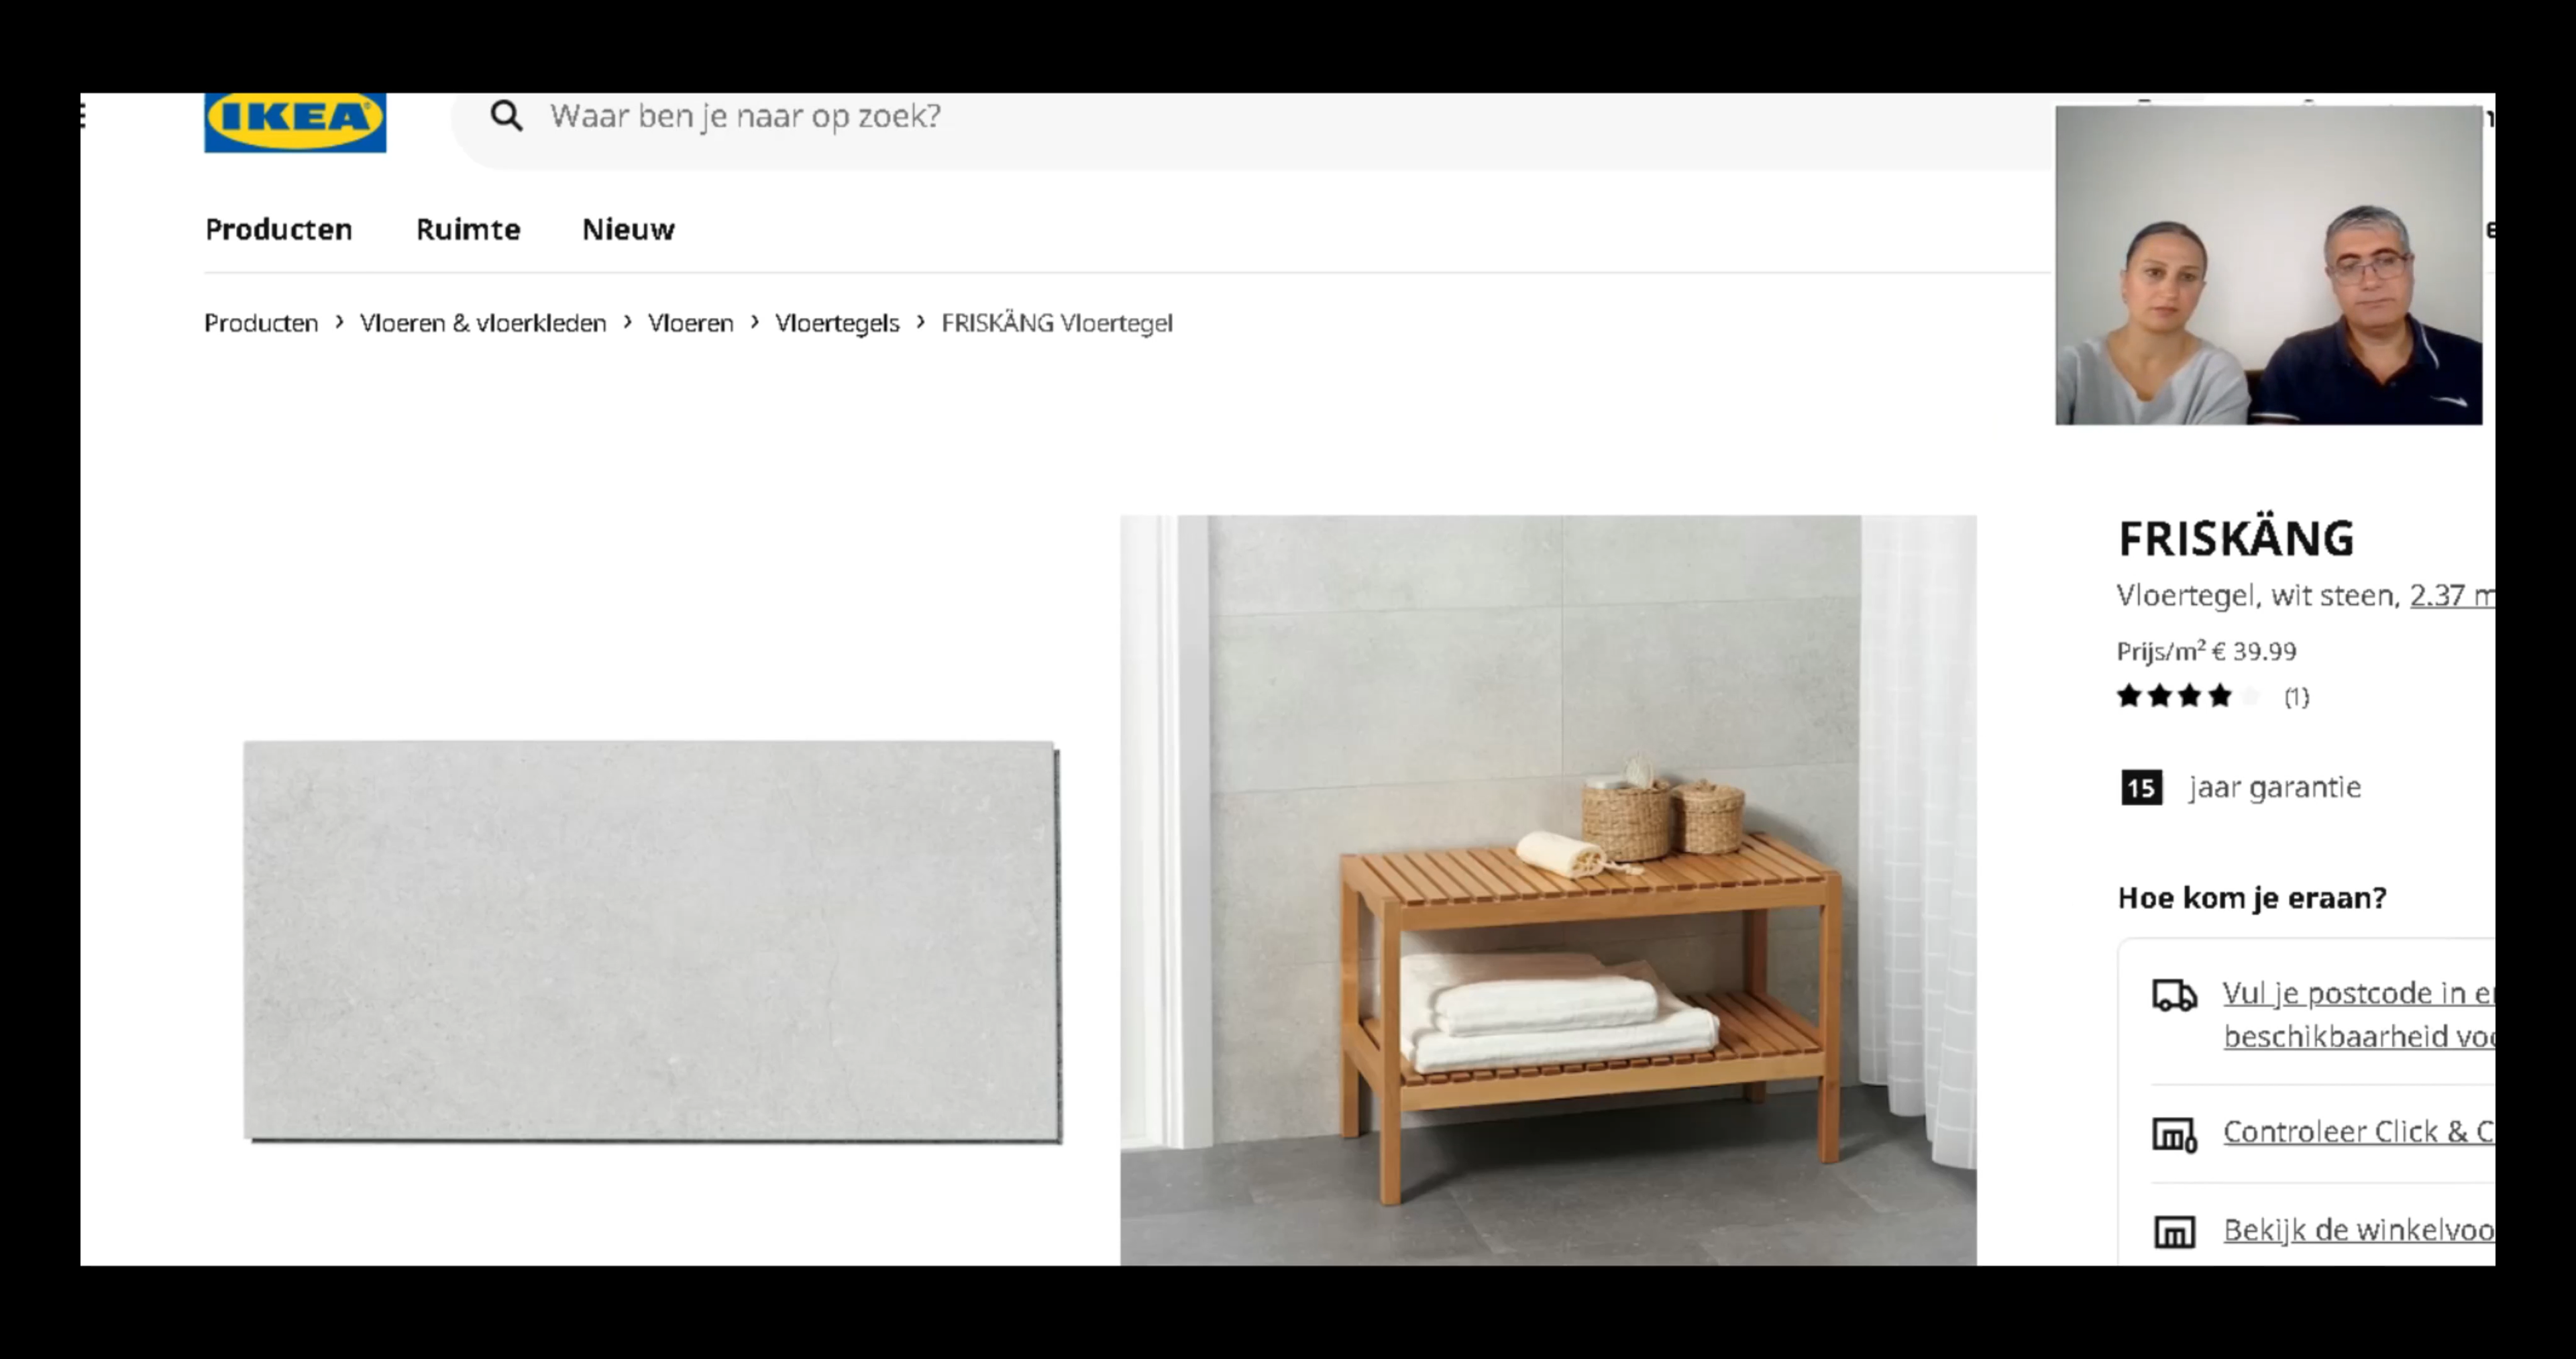 IKEA
Waar ben je naar op zoek?
Producten Ruimte Nieuw
Producten > Vloeren & vloerkleden > Vloeren > Vloertegels > FRISKÄNG Vloertegel
FRISKÄNG
Vloertegel, wit steen, 2.37
Prijs/m² € 39.99
(1)
15 jaar garantie
Hoe kom je eraan?
Vul je postcode in
beschikbaarheid
Controleer Click &
Bekijk de